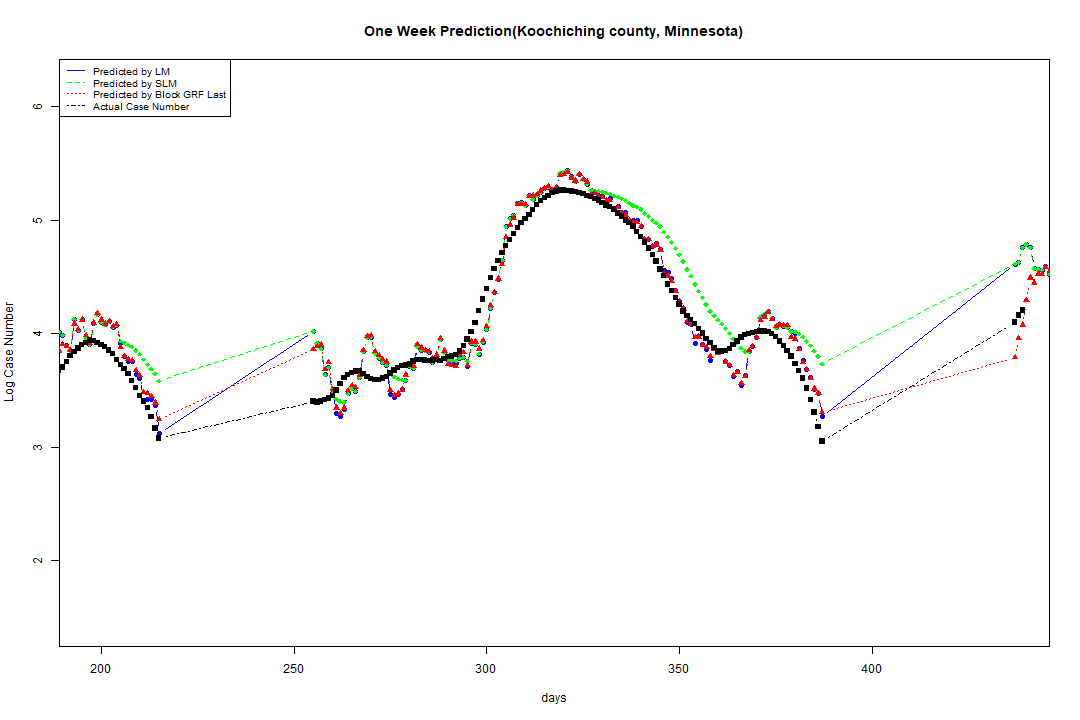 One Week Prediction(Koochiching county, Minnesota)
Predicted by LM
Predicted by SLM
Predicted by Block GRF Last
Actual Case Number
6
5
4
3
2
Log Case Number
200
250
300
350
400
days